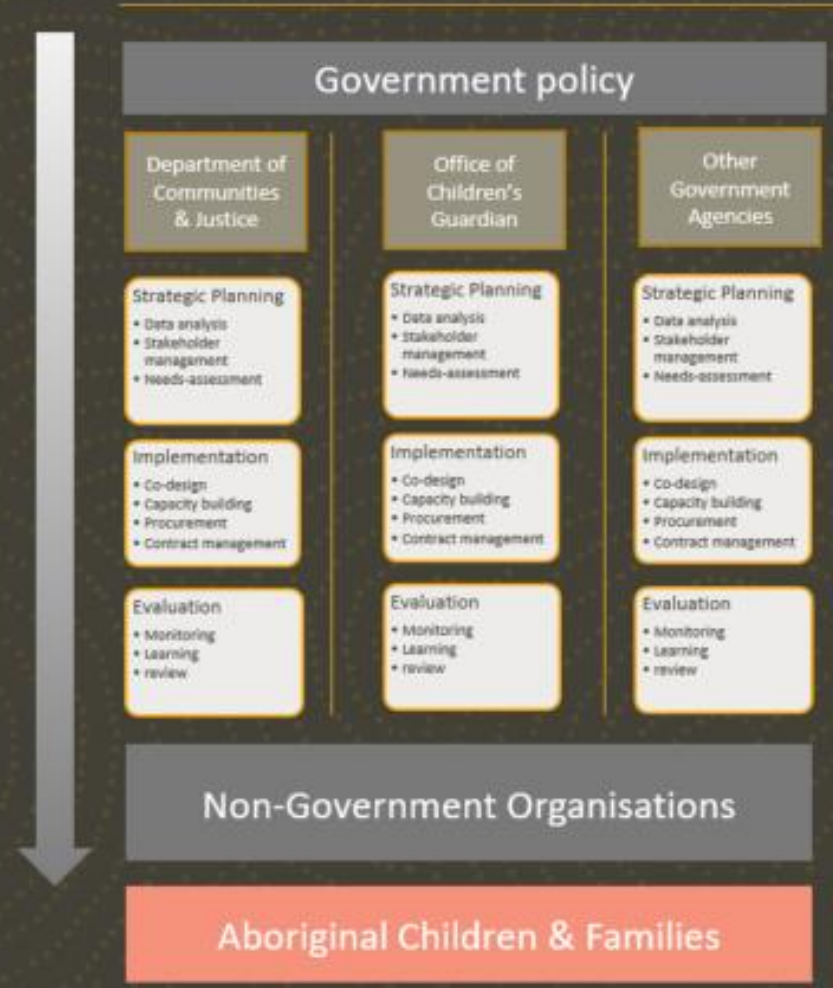 Government policy
Department of
Communities
& Justice
Strategic Planning
• Data analysis
• Stakeholder
management
• Needs-assessment
Implementation
• Co-design
• Capacity building
• Procurement
• Contract management
Evaluation
• Monitoring
• Learning
• review
Office of
Children's
Guardian
Strategic Planning
• Data analysis
• Stakeholder
management
• Needs-assessment
Implementation
• Co-design
• Capacity building
• Procurement
• Contract management
Evaluation
• Monitoring
• Learning
• review
Other
Government
Agencies
Strategic Planning
• Data analysis
• Stakeholder
management
• Needs-assessment
Implementation
• Co-design
• Capacity building
• Procurement
• Contract management
Evaluation
• Monitoring
• Learning
• review
Non-Government Organisations
Aboriginal Children & Families